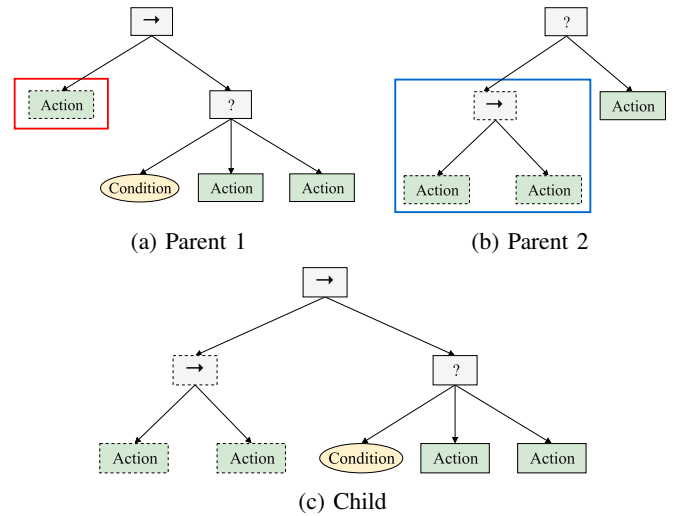 →
?
Action
?
→
Action
Condition
Action
Action
Action
Action
(a) Parent 1
(b) Parent 2
→
→
?
Action
Action
Condition
Action
Action
(c) Child